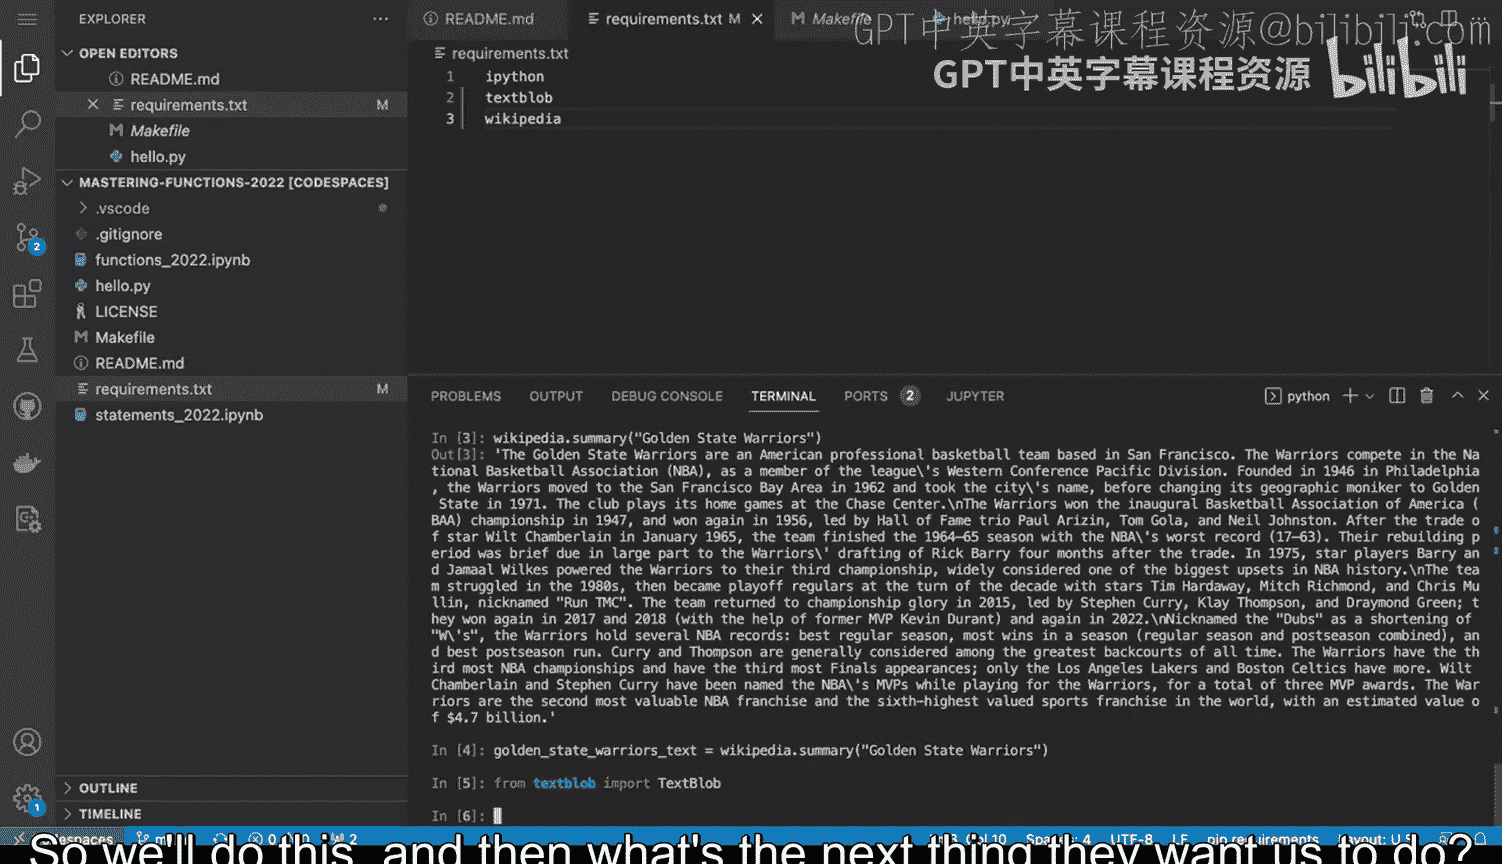 EXPLORER
README.md
requirements.txt M
Makefile
hello.py
GPT中英字幕课程资源@bilibili.com
GPT中英字幕课程资源 bilibili
OPEN EDITORS
README.md
requirements.txt M
Makefile
hello.py
MASTERING-FUNCTIONS-2022 [CODESPACES]
.vscode
.gitignore
functions_2022.ipynb
hello.py
LICENSE
Makefile
README.md
requirements.txt M
statements_2022.ipynb
OUTLINE
TIMELINE
2
1
requirements.txt
1 ipython
2 textblob
3 wikipedia
PROBLEMS OUTPUT DEBUG CONSOLE TERMINAL PORTS 2 JUPYTER
python
In [3]: wikipedia.summary("Golden State Warriors")
Out[3]: 'The Golden State Warriors are an American professional basketball team based in San Francisco. The Warriors compete in the Na
tional Basketball Association (NBA), as a member of the league\'s Western Conference Pacific Division. Founded in 1946 in Philadelphia
, the Warriors moved to the San Francisco Bay Area in 1962 and took the city\'s name, before changing its geographic moniker to Golden
State in 1971. The club plays its home games at the Chase Center.\nThe Warriors won the inaugural Basketball Association of America (
BAA) championship in 1947, and won again in 1956, led by Hall of Fame trio Paul Arizin, Tom Gola, and Neil Johnston. After the trade o
f star Wilt Chamberlain in January 1965, the team finished the 1964–65 season with the NBA\'s worst record (17–63). Their rebuilding p
eriod was brief due in large part to the Warriors\' drafting of Rick Barry four months after the trade. In 1975, star players Barry an
d Jamaal Wilkes powered the Warriors to their third championship, widely considered one of the biggest upsets in NBA history.\nThe tea
m struggled in the 1980s, then became playoff regulars at the turn of the decade with stars Tim Hardaway, Mitch Richmond, and Chris Mu
llin, nicknamed "Run TMC". The team returned to championship glory in 2015, led by Stephen Curry, Klay Thompson, and Draymond Green; t
hey won again in 2017 and 2018 (with the help of former MVP Kevin Durant) and again in 2022.\nNicknamed the "Dubs" as a shortening of
"W\'s", the Warriors hold several NBA records: best regular season, most wins in a season (regular season and postseason combined), an
d best postseason run. Curry and Thompson are generally considered among the greatest backcourts of all time. The Warriors have the th
ird most NBA championships and have the third most Finals appearances; only the Los Angeles Lakers and Boston Celtics have more. Wilt
Chamberlain and Stephen Curry have been named the NBA\'s MVPs while playing for the Warriors, for a total of three MVP awards. The War
riors are the second most valuable NBA franchise and the sixth-highest valued sports franchise in the world, with an estimated value o
f $4.7 billion.'
In [4]: golden_state_warriors_text = wikipedia.summary("Golden State Warriors")
In [5]: from textblob import TextBlob
In [6]:
So we'll do this, and then what's the next thing they want us to do?